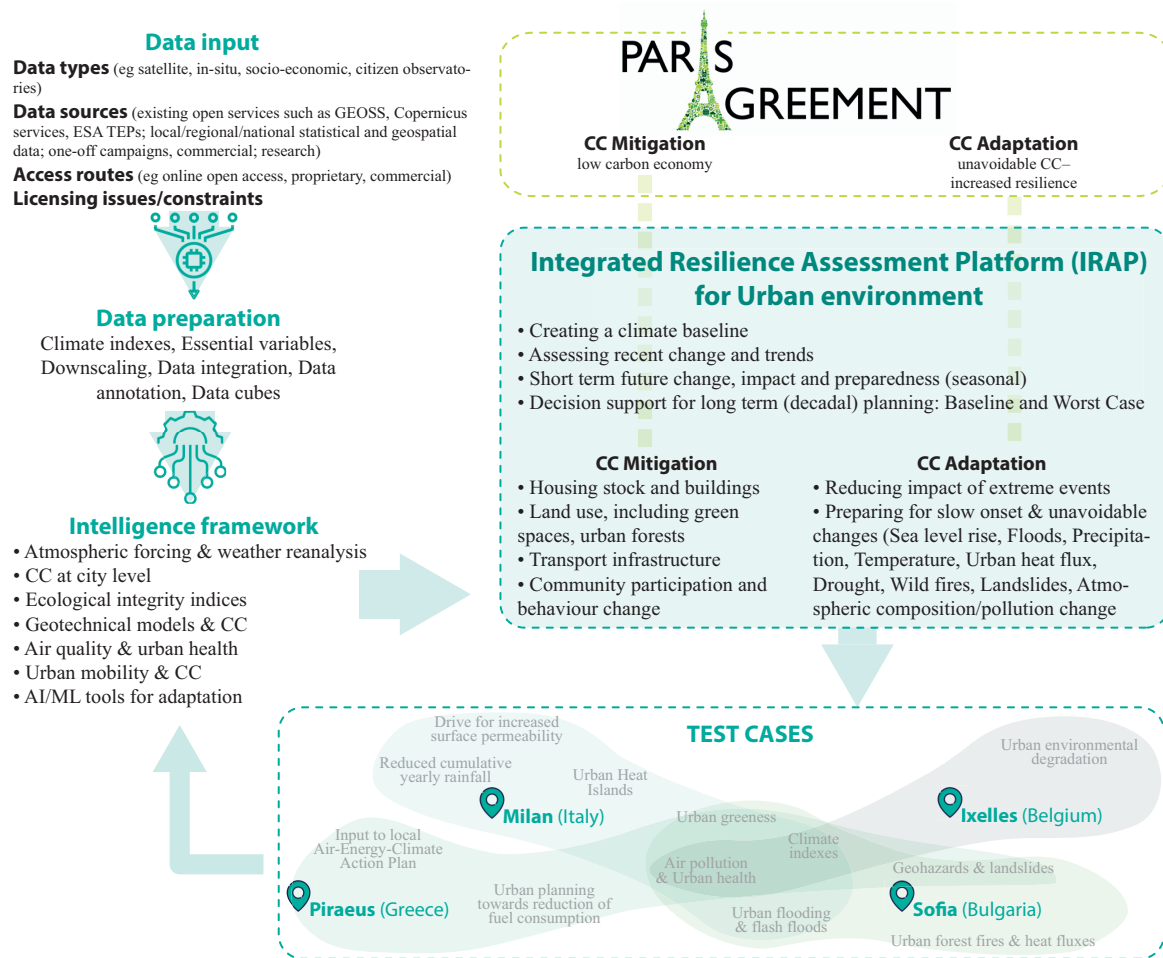 Data input
Data types (eg satellite, in-situ, socio-economic, citizen observato-
ries)
Data sources (existing open services such as GEOSS, Copernicus
services, ESA TEPs; local/regional/national statistical and geospatial
data; one-off campaigns, commercial; research)
Access routes (eg online open access, proprietary, commercial)
Licensing issues/constraints
Data preparation
Climate indexes, Essential variables,
Downscaling, Data integration, Data
annotation, Data cubes
Intelligence framework
• Atmospheric forcing & weather reanalysis
• CC at city level
• Ecological integrity indices
• Geotechnical models & CC
• Air quality & urban health
• Urban mobility & CC
• AI/ML tools for adaptation
PARIS
AGREEMENT
CC Mitigation
low carbon economy
CC Adaptation
unavoidable CC–
increased resilience
Integrated Resilience Assessment Platform (IRAP)
for Urban environment
• Creating a climate baseline
• Assessing recent change and trends
• Short term future change, impact and preparedness (seasonal)
• Decision support for long term (decadal) planning: Baseline and Worst Case
CC Mitigation
• Housing stock and buildings
• Land use, including green
spaces, urban forests
• Transport infrastructure
• Community participation and
behaviour change
CC Adaptation
• Reducing impact of extreme events
• Preparing for slow onset & unavoidable
changes (Sea level rise, Floods, Precipita-
tion, Temperature, Urban heat flux,
Drought, Wild fires, Landslides, Atmo-
spheric composition/pollution change
TEST CASES
Drive for increased
surface permeability
Reduced cumulative
yearly rainfall
Urban Heat
Islands
Milan (Italy)
Urban environmental
degradation
Ixelles (Belgium)
Input to local
Air-Energy-Climate
Action Plan
Urban greeness
Climate
indexes
Air pollution
& Urban health
Geohazards & landslides
Piraeus (Greece)
Urban planning
towards reduction of
fuel consumption
Urban flooding
& flash floods
Sofia (Bulgaria)
Urban forest fires & heat fluxes